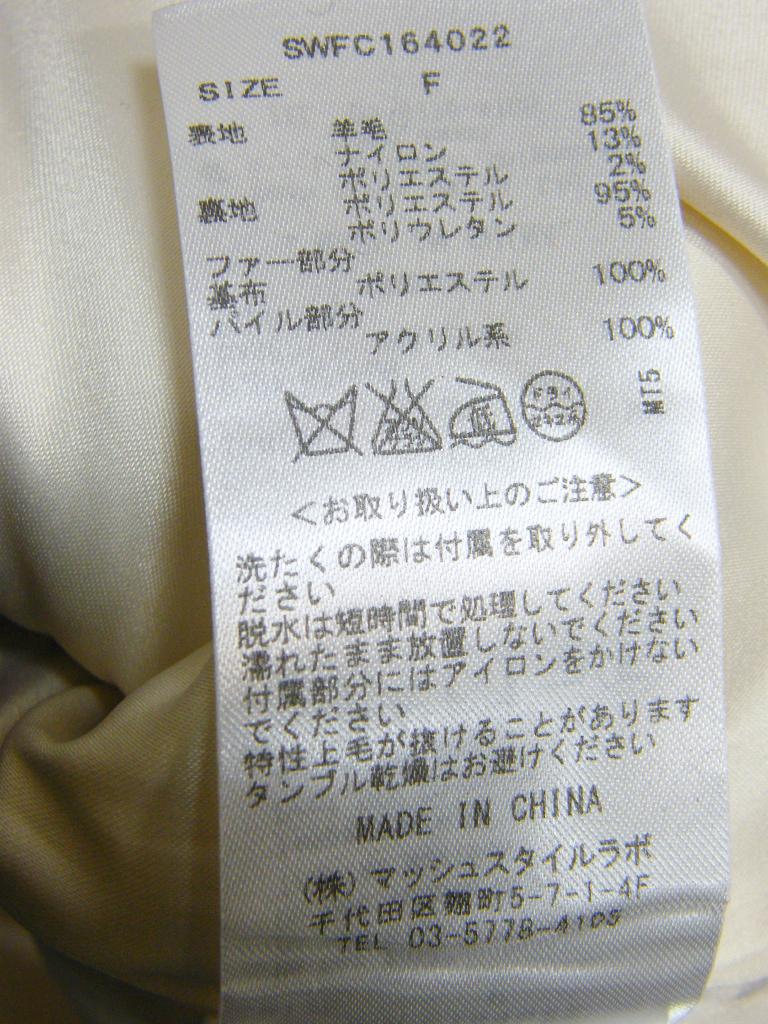 SWFC164022
SIZE F
表地 羊毛 85%
ナイロン 13%
ポリエステル 2%
裏地 ポリエステル 95%
ポリウレタン 5%
ファー部分
基布 ポリエステル 100%
パイル部分
アクリル系 100%
低 ドライ
MT5
<お取り扱い上のご注意>
洗たくの際は付属を取り外してく
ださい
脱水は短時間で処理してください
濡れたまま放置しないでください
付属部分にはアイロンをかけない
でください
特性上毛が抜けることがあります
タンブル乾燥はお避けください
MADE IN CHINA
(株)マッシュスタイルラボ
千代田区麹町5-7-1-4F
TEL 03-5778-4105